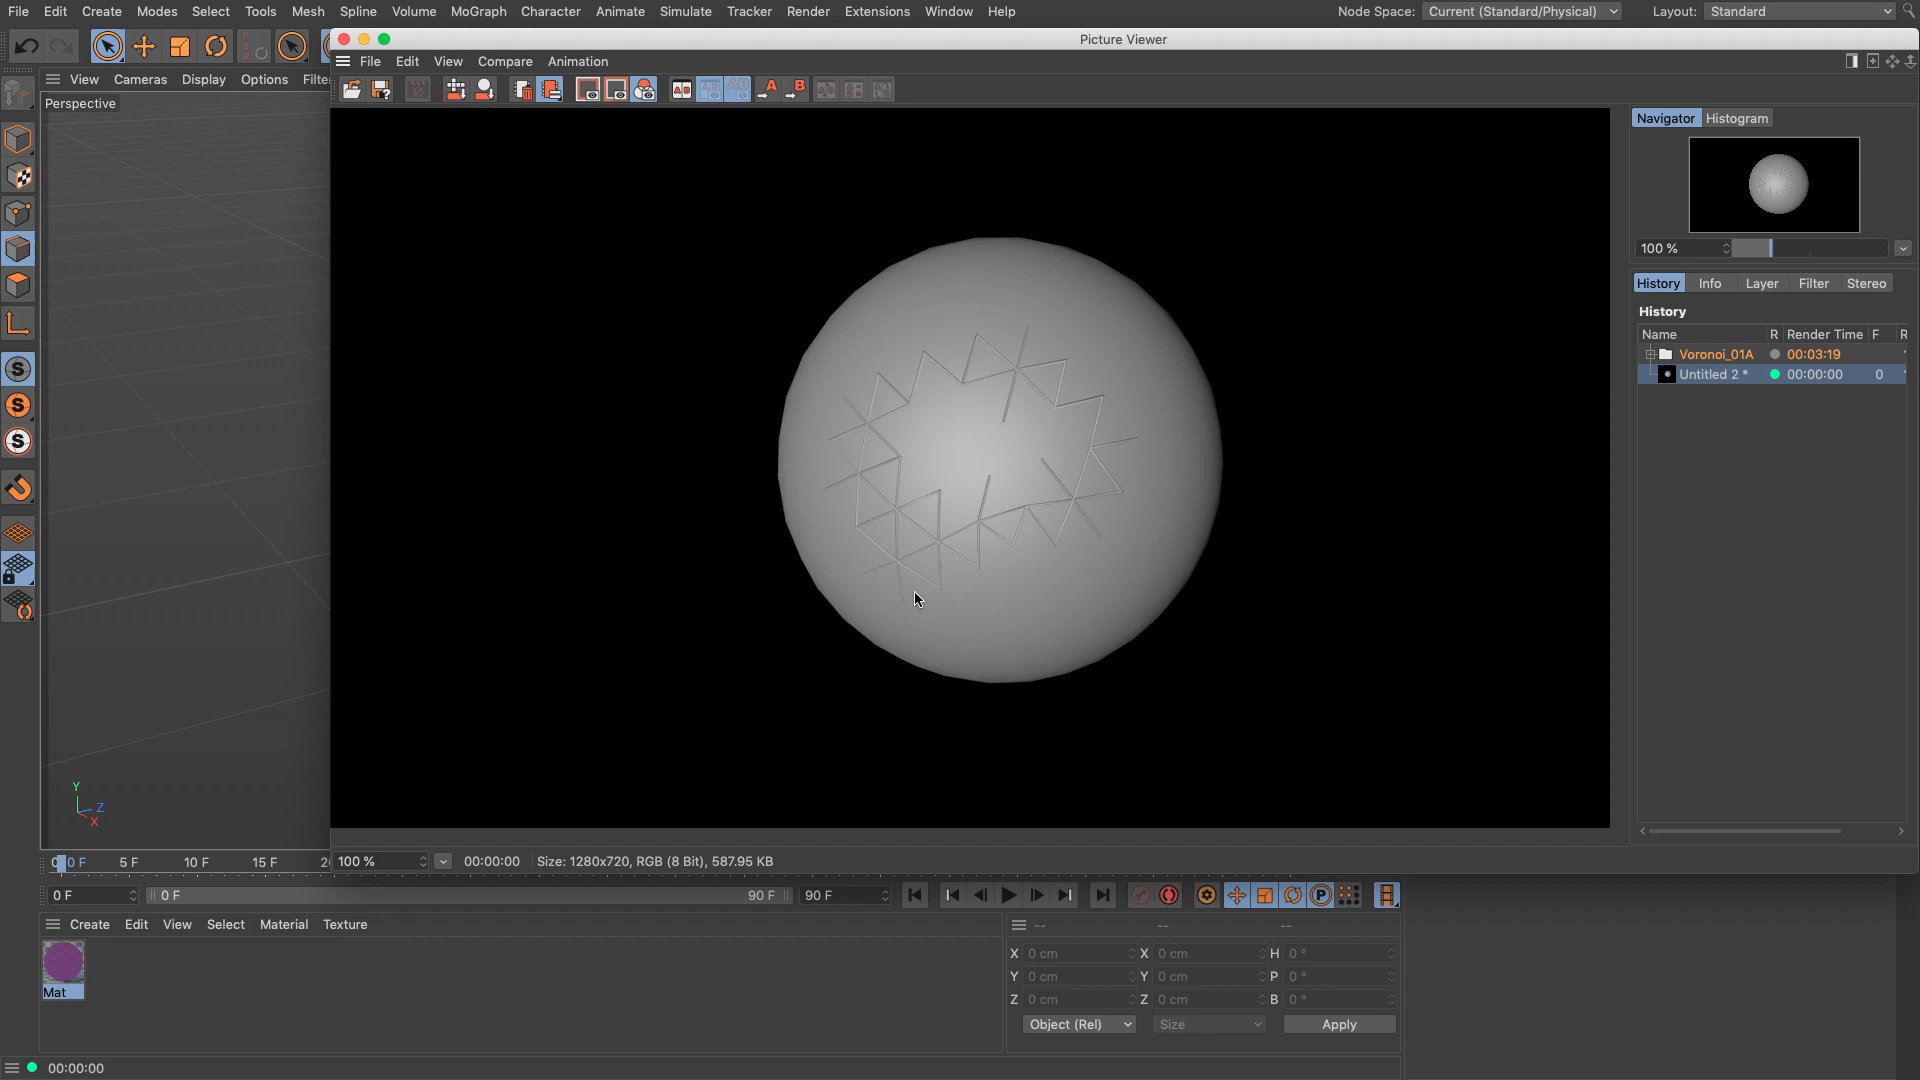 File Edit Create Modes Select Tools Mesh Spline Volume MoGraph Character Animate Simulate Tracker Render Extensions Window Help Node Space: Current (Standard/Physical) Layout: Standard
Picture Viewer
File Edit View Compare Animation
View Cameras Display Options Filte
Perspective
Navigator Histogram
100 %
History Info Layer Filter Stereo
History
Name R Render Time F R
Voronoi_01A 00:03:19
Untitled 2 * 00:00:00 0
Y
Z
X
0 F 5 F 10 F 15 F
100 % 00:00:00 Size: 1280x720, RGB (8 Bit), 587.95 KB
0 F 0 F 90 F 90 F
Create Edit View Select Material Texture -- -- --
Mat
X 0 cm X 0 cm H 0 °
Y 0 cm Y 0 cm P 0 °
Z 0 cm Z 0 cm B 0 °
Object (Rel) Size Apply
00:00:00